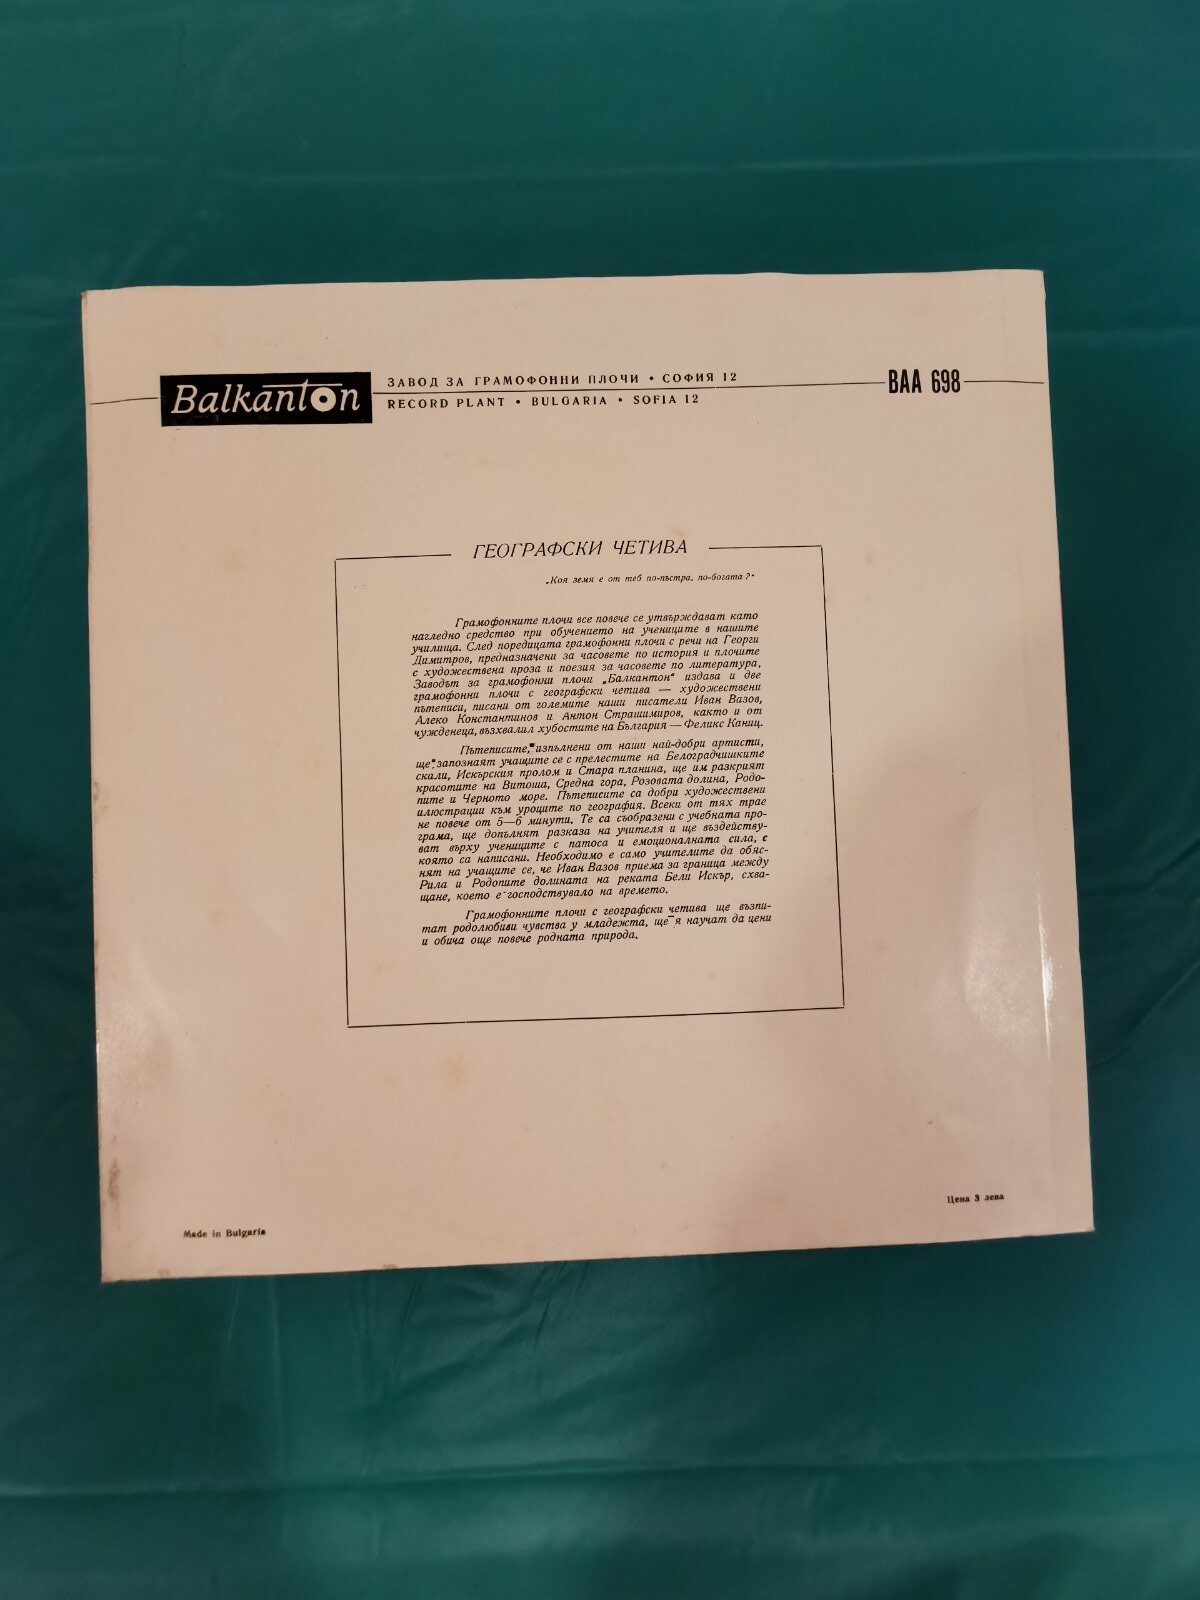 Balkanton
ЗАВОД ЗА ГРАМОФОННИ ПЛОЧИ • СОФИЯ 12
RECORD PLANT • BULGARIA • SOFIA 12
ВАА 698
ГЕОГРАФСКИ ЧЕТИВА
„Коя земя е от теб по-пъстра, по-богата?“
Грамофонните плочи все повече се утвърждават като
нагледно средство при обучението на учениците в нашите
училища. След поредицата грамофонни плочи с речи на Георги
Димитров, предназначени за часовете по история и плочите
с художествена проза и поезия за часовете по литература,
Заводът за грамофонни плочи „Балкантон“ издава и две
грамофонни плочи с географски четива — художествени
пътеписи, писани от големите наши писатели Иван Вазов,
Алеко Константинов и Антон Страшимиров, както и от
чужденеца, възхвалил хубостите на България — Феликс Каниц.
Пътеписите, изпълнени от наши най-добри артисти,
ще запознаят учащите се с прелестите на Белоградчишките
скали, Искърския пролом и Стара планина, ще им разкрият
красотите на Витоша, Средна гора, Розовата долина, Родо-
пите и Черното море. Пътеписите са добри художествени
илюстрации към уроците по география. Всеки от тях трае
не повече от 5—6 минути. Те са съобразени с учебната про-
грама, ще допълнят разказа на учителя и ще въздейству-
ват върху учениците с патоса и емоционалната сила, с
която са написани. Необходимо е само учителите да обяс-
нят на учащите се, че Иван Вазов приема за граница между
Рила и Родопите долината на реката Бели Искър, схва-
щане, което е господствувало на времето.
Грамофонните плочи с географски четива ще възпи-
тат родолюбиви чувства у младежта, ще я научат да цени
и обича още повече родната природа.
Цена 3 лева
Made in Bulgaria